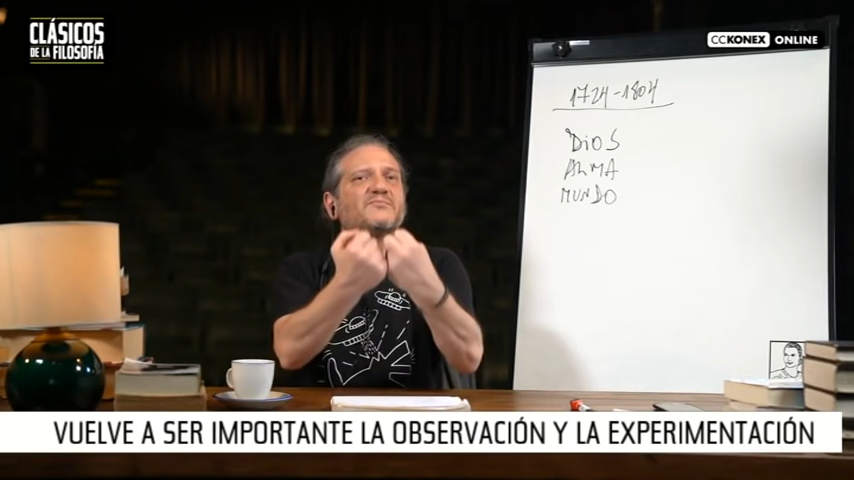 CLÁSICOS
DE LA FILOSOFÍA
CCKONEX ONLINE
1724-1804
DIOS
ALMA
MUNDO
VUELVE A SER IMPORTANTE LA OBSERVACIÓN Y LA EXPERIMENTACIÓN